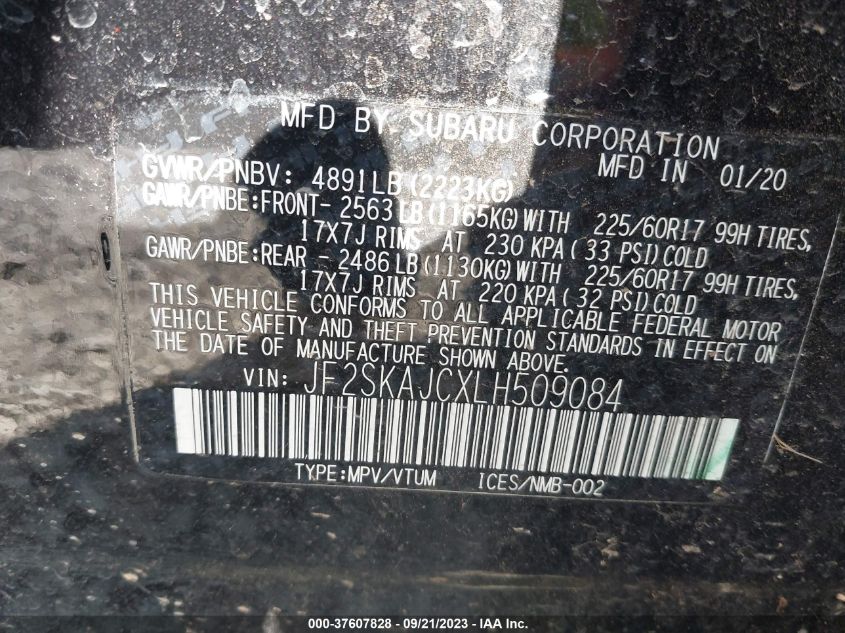 MFD BY SUBARU CORPORATION
MFD IN 01/20
GVWR/PNBV: 4891LB (2223KG)
GAWR/PNBE:FRONT- 2563LB(1165KG)WITH 225/60R17 99H TIRES,
17X7J RIMS AT 230 KPA ( 33 PSI) COLD
GAWR/PNBE:REAR - 2486LB(1130KG)WITH 225/60R17 99H TIRES,
17X7J RIMS AT 220 KPA ( 32 PSI) COLD
THIS VEHICLE CONFORMS TO ALL APPLICABLE FEDERAL MOTOR
VEHICLE SAFETY AND THEFT PREVENTION STANDARDS IN EFFECT ON
THE DATE OF MANUFACTURE SHOWN ABOVE.
VIN: JF2SKAJCXLH509084
TYPE:MPV/VTUM ICES/NMB-002
000-37607828 - 09/21/2023 - IAA Inc.